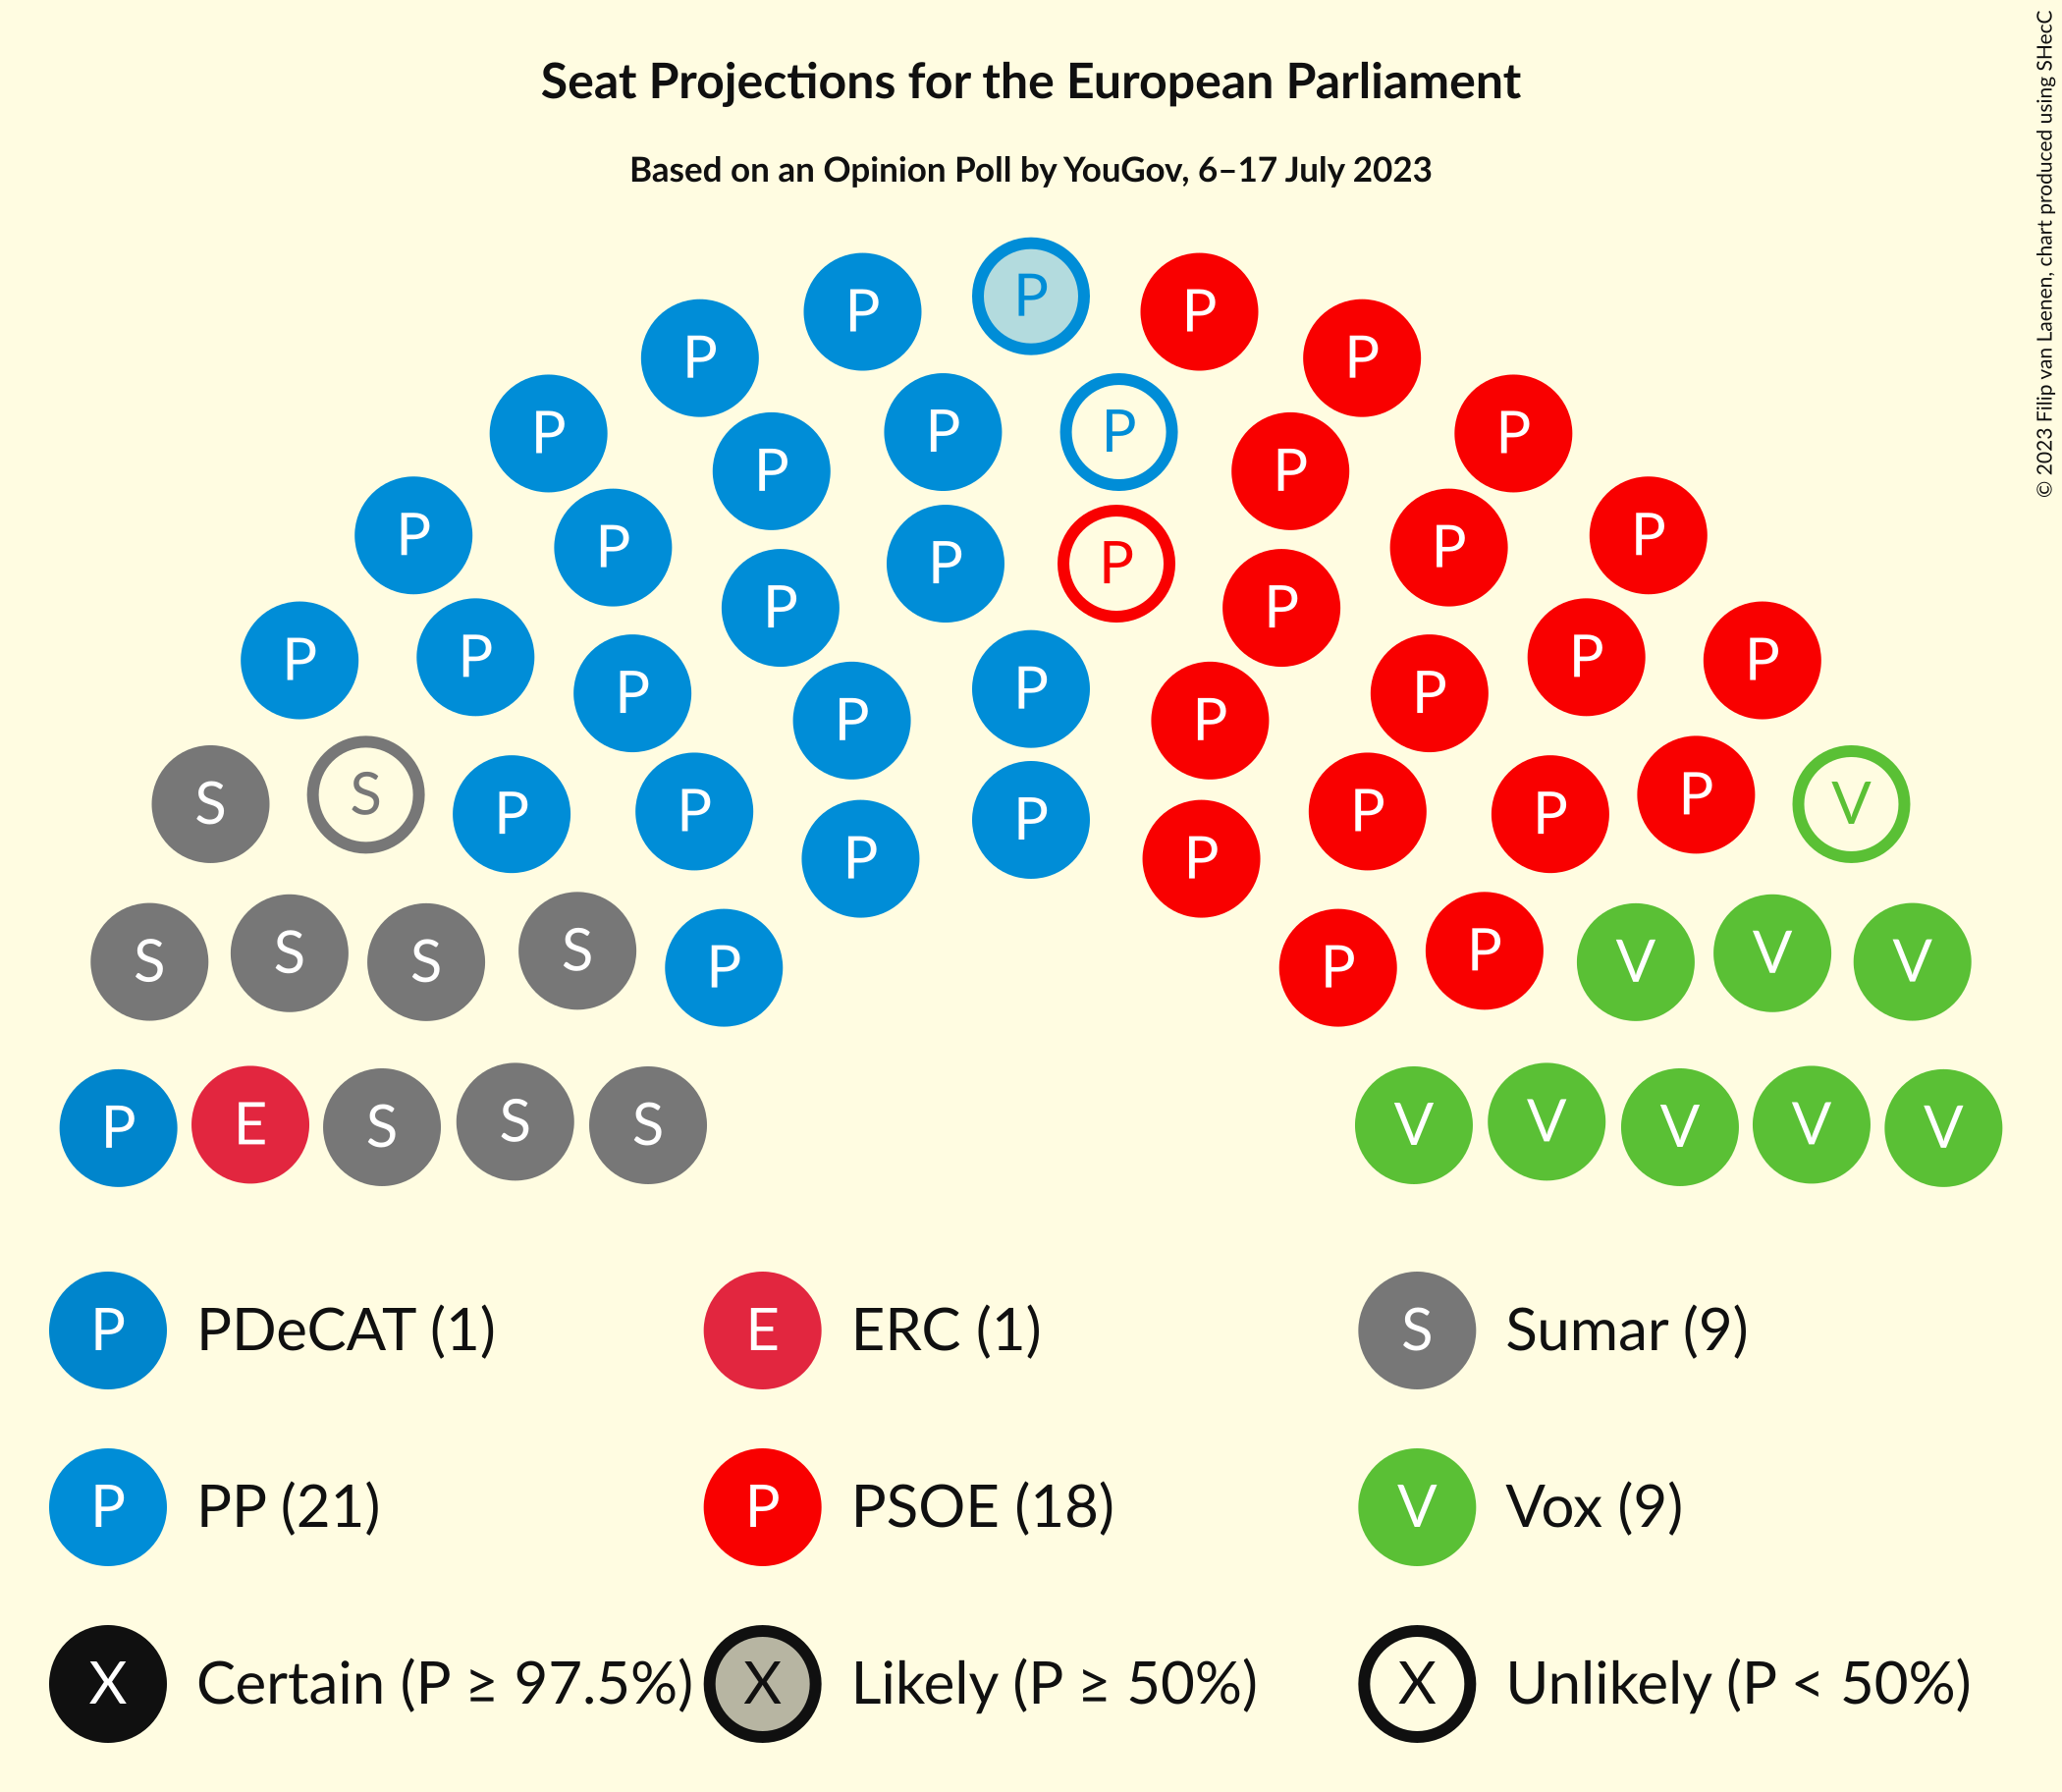 Seat Projections for the European Parliament
Based on an Opinion Poll by YouGov, 6–17 July 2023
© 2023 Filip van Laenen, chart produced using SHecC
P
P P
P P
P P
P P
P P
P P
P P
P P
P P
P P
P P P
P P
P P P P
P P
S S P P P P P P V
P P
S S S S P P P V V V
P E S S S V V V V V
P PDeCAT (1) E ERC (1) S Sumar (9)
P PP (21) P PSOE (18) V Vox (9)
X Certain (P ≥ 97.5%) X Likely (P ≥ 50%) X Unlikely (P < 50%)